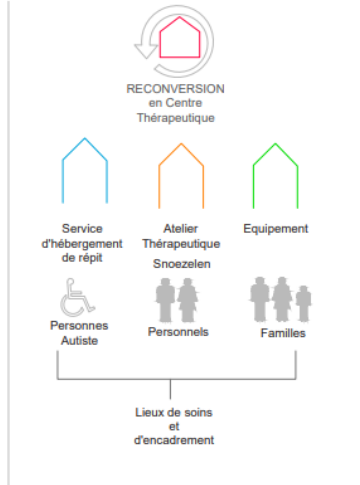 RECONVERSION
en Centre
Thérapeutique
Service
d'hébergement
de répit
Atelier
Thérapeutique
Snoezelen
Equipement
Personnes
Autiste
Personnels
Familles
Lieux de soins
et
d'encadrement